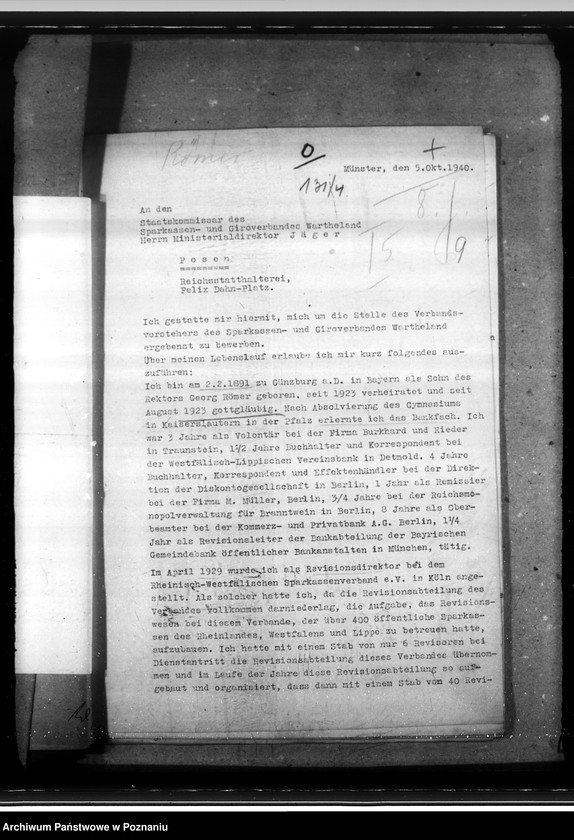 Römer
O
+
Münster, den 5.Okt.1940.
131/4
8./.
15
9
An den
Staatskommissar des
Sparkassen- und Giroverbandes Wartheland
Herrn Ministerialdirektor J ä g e r
P o s e n
=========
Reichsstatthalterei,
Felix Dahn-Platz.
Ich gestatte mir hiermit, mich um die Stelle des Verbands-
vorstehers des Sparkassen- und Giroverbandes Wartheland
ergebenst zu bewerben.
Über meinen Lebenslauf erlaube ich mir kurz folgendes aus-
zuführen:
Ich bin am 2.2.1891 zu Günzburg a.D. in Bayern als Sohn des
Rektors Georg Römer geboren, seit 1923 verheiratet und seit
August 1923 gottgläubig. Nach Absolvierung des Gymnasiums
in Kaiserslautern in der Pfalz erlernte ich das Bankfach. Ich
war 3 Jahre als Volontär bei der Firma Burkhard und Rieder
in Traunstein, 1½ Jahre Buchhalter und Korrespondent bei
der Westfälisch-Lippischen Vereinsbank in Detmold. 4 Jahre
Buchhalter, Korrespondent und Effektenhändler bei der Direk-
tion der Diskontogesellschaft in Berlin, 1 Jahr als Remisier
bei der Firma M. Müller, Berlin, 3/4 Jahre bei der Reichsmo-
nopolverwaltung für Branntwein in Berlin, 8 Jahre als Ober-
beamter bei der Kommerz- und Privatbank A.G. Berlin, 1¼
Jahr als Revisionsleiter der Bankabteilung der Bayrischen
Gemeindebank öffentlicher Bankanstalten in München, tätig.
Im April 1929 wurde ich als Revisionsdirektor bei dem
Rheinisch-Westfälischen Sparkassenverband e.V. in Köln ange-
stellt. Als solcher hatte ich, da die Revisionsabteilung des
Verbandes vollkommen darniederlag, die Aufgabe, das Revisions-
wesen bei diesem Verbande, der über 400 öffentliche Sparkas-
sen des Rheinlandes, Westfalens und Lippe zu betreuen hatte,
aufzubauen. Ich hatte mit einem Stab von nur 6 Revisoren bei
Dienstantritt die Revisionsabteilung dieses Verbandes übernom-
men und im Laufe der Jahre diese Revisionsabteilung so auf-
gebaut und organisiert, dass dann mit einem Stab von 40 Revi-
Archiwum Państwowe w Poznaniu